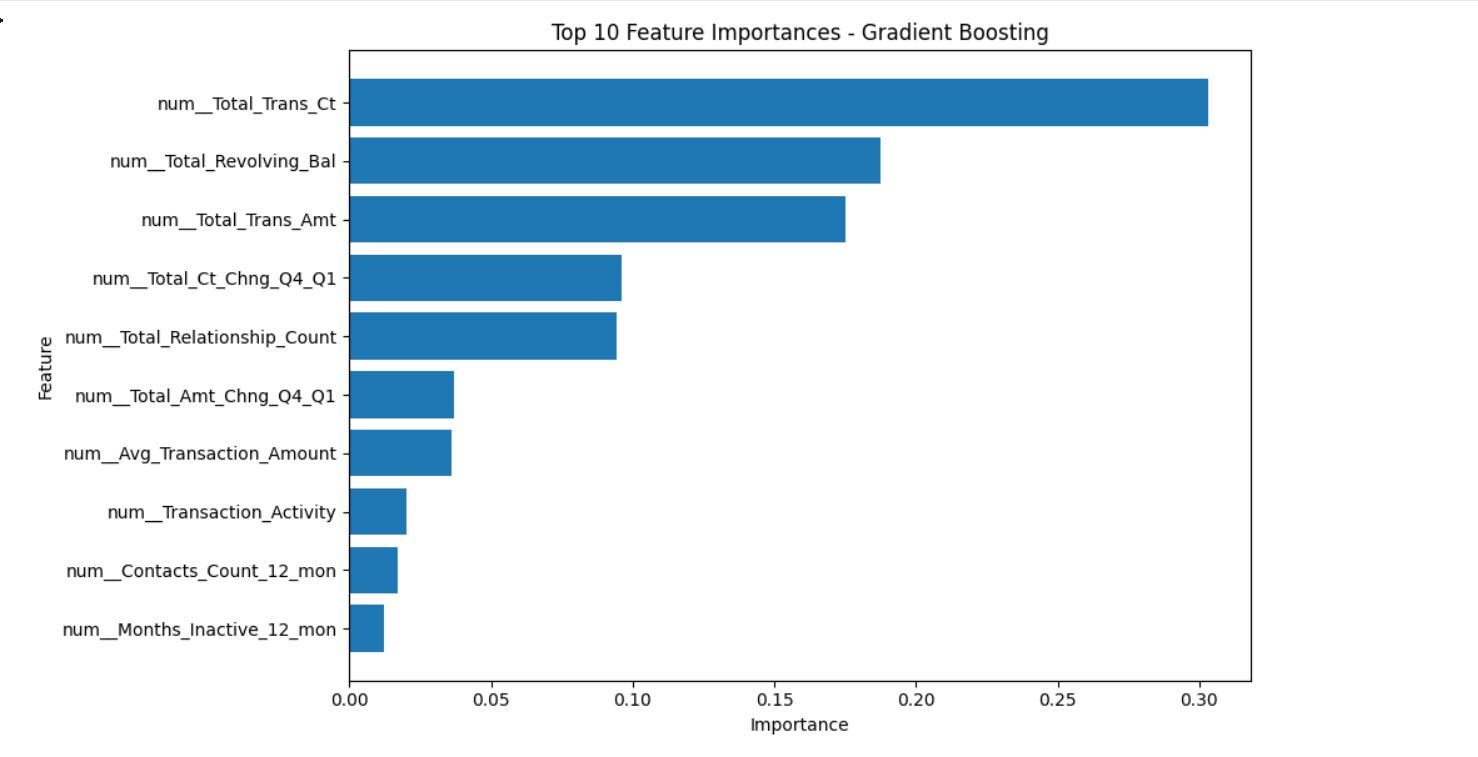 Top 10 Feature Importances - Gradient Boosting
num__Total_Trans_Ct
num__Total_Revolving_Bal
num__Total_Trans_Amt
num__Total_Ct_Chng_Q4_Q1
num__Total_Relationship_Count
num__Total_Amt_Chng_Q4_Q1
num__Avg_Transaction_Amount
num__Transaction_Activity
num__Contacts_Count_12_mon
num__Months_Inactive_12_mon
Feature
0.00 0.05 0.10 0.15 0.20 0.25 0.30
Importance